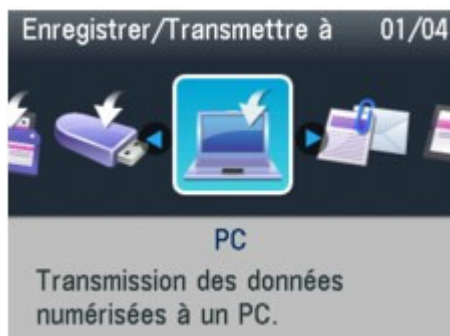 Enregistrer/Transmettre à 01/04
PC
Transmission des données
numérisées à un PC.